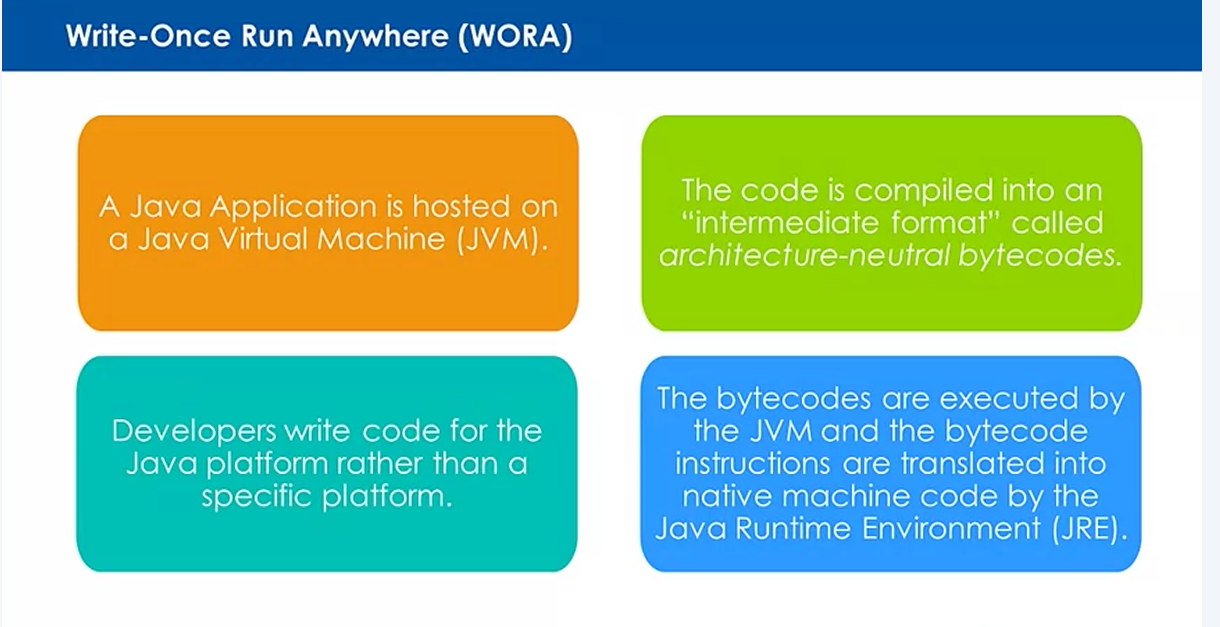 Write-Once Run Anywhere (WORA)
A Java Application is hosted on
a Java Virtual Machine (JVM).
The code is compiled into an
“intermediate format” called
architecture-neutral bytecodes.
Developers write code for the
Java platform rather than a
specific platform.
The bytecodes are executed by
the JVM and the bytecode
instructions are translated into
native machine code by the
Java Runtime Environment (JRE).